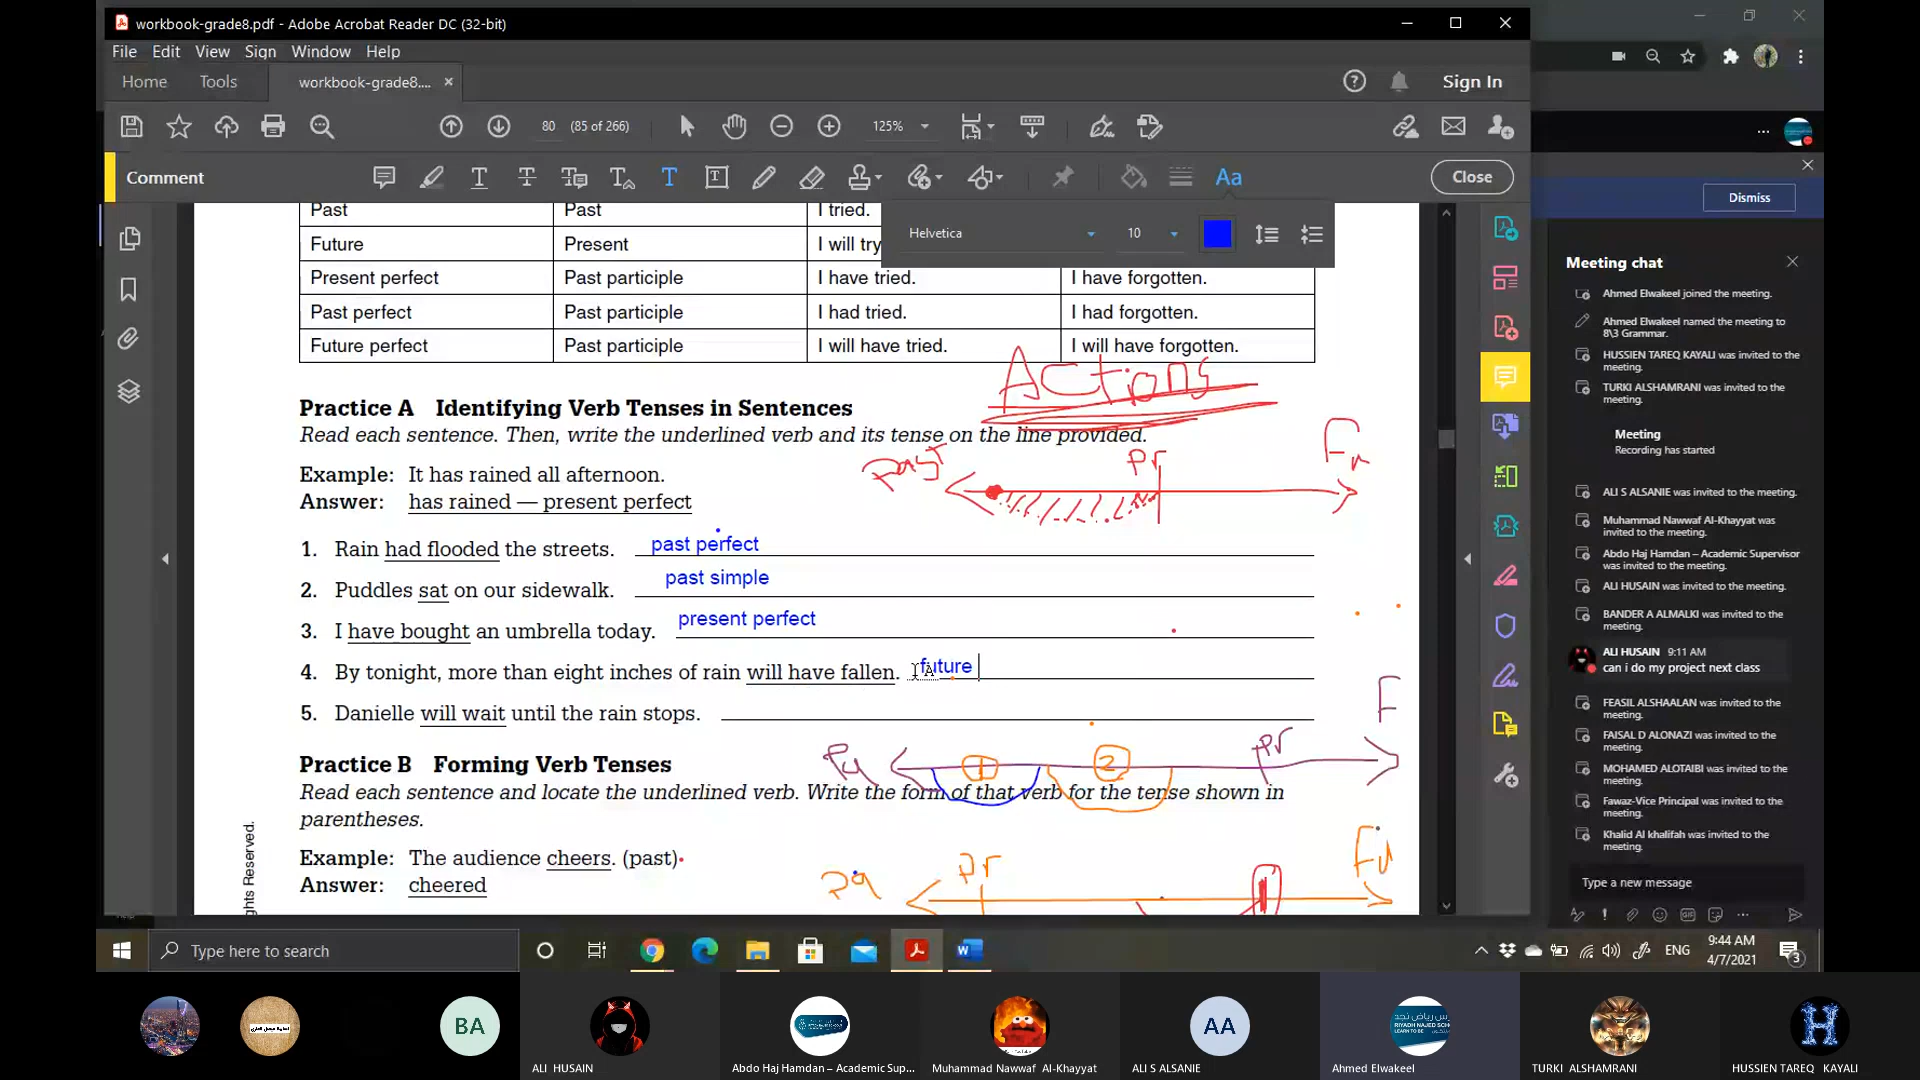 workbook-grade8.pdf - Adobe Acrobat Reader DC (32-bit)
File Edit View Sign Window Help
Home Tools workbook-grade8.... × Sign In
80 (85 of 266) 125%
Comment Close
Helvetica 10
Past Past I tried.
Future Present I will try
Present perfect Past participle I have tried. I have forgotten.
Past perfect Past participle I had tried. I had forgotten.
Future perfect Past participle I will have tried. I will have forgotten.
Actions
Practice A Identifying Verb Tenses in Sentences
Read each sentence. Then, write the underlined verb and its tense on the line provided.
Past Pr
Example: It has rained all afternoon.
Answer: has rained — present perfect
1. Rain had flooded the streets. past perfect
2. Puddles sat on our sidewalk. past simple
3. I have bought an umbrella today. present perfect
4. By tonight, more than eight inches of rain will have fallen. future
5. Danielle will wait until the rain stops.
F
Pa 1 2 Pr
Practice B Forming Verb Tenses
Read each sentence and locate the underlined verb. Write the form of that verb for the tense shown in
parentheses.
Example: The audience cheers. (past)
Answer: cheered
Pa Pr Fu
ghts Reserved.
Dismiss
Meeting chat
Ahmed Elwakeel joined the meeting.
Ahmed Elwakeel named the meeting to
8\3 Grammar.
HUSSIEN TAREQ KAYALI was invited to the
meeting.
TURKI ALSHAMRANI was invited to the
meeting.
Meeting
Recording has started
ALI S ALSANIE was invited to the meeting.
Muhammad Nawwaf Al-Khayyat was
invited to the meeting.
Abdo Haj Hamdan – Academic Supervisor
was invited to the meeting.
ALI HUSAIN was invited to the meeting.
BANDER A ALMALKI was invited to the
meeting.
ALI HUSAIN 9:11 AM
can i do my project next class
FEASIL ALSHAALAN was invited to the
meeting.
FAISAL D ALONAZI was invited to the
meeting.
MOHAMED ALOTAIBI was invited to the
meeting.
Fawaz-Vice Principal was invited to the
meeting.
Khalid Al khalifah was invited to the
meeting.
Type a new message
Type here to search
ENG 9:44 AM
4/7/2021
3
BA
AA
ALI HUSAIN
Abdo Haj Hamdan – Academic Sup...
Muhammad Nawwaf Al-Khayyat
ALI S ALSANIE
Ahmed Elwakeel
TURKI ALSHAMRANI
HUSSIEN TAREQ KAYALI